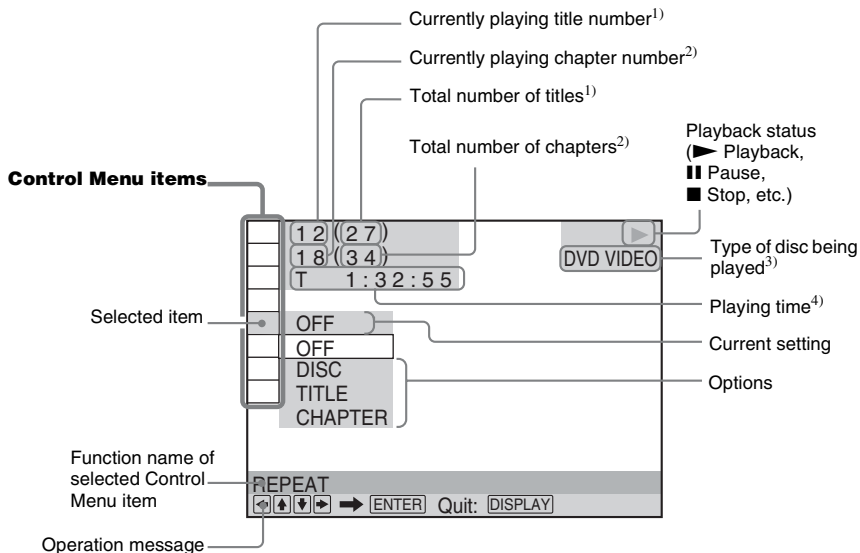 Currently playing title number1)
Currently playing chapter number2)
Total number of titles1)
Total number of chapters2)
Playback status
(► Playback,
❚❚ Pause,
■ Stop, etc.)
Control Menu items
12 (27)
18 (34)
T 1:32:55
►
DVD VIDEO
Type of disc being
played3)
Playing time4)
Selected item
OFF
OFF
DISC
TITLE
CHAPTER
Current setting
Options
Function name of
selected Control
Menu item
REPEAT
← ↑ ↓ → ➡ ENTER Quit: DISPLAY
Operation message